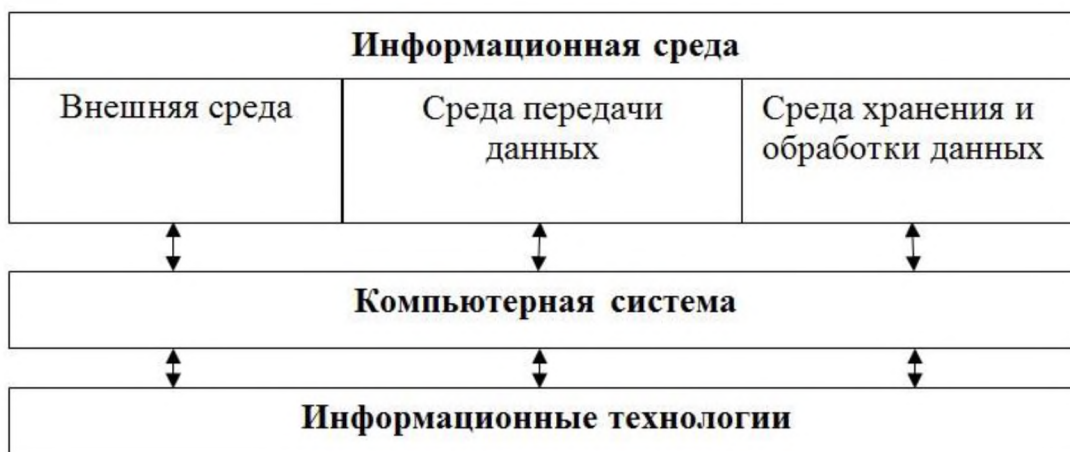 Информационная среда
Внешняя среда
Среда передачи
данных
Среда хранения и
обработки данных
Компьютерная система
Информационные технологии